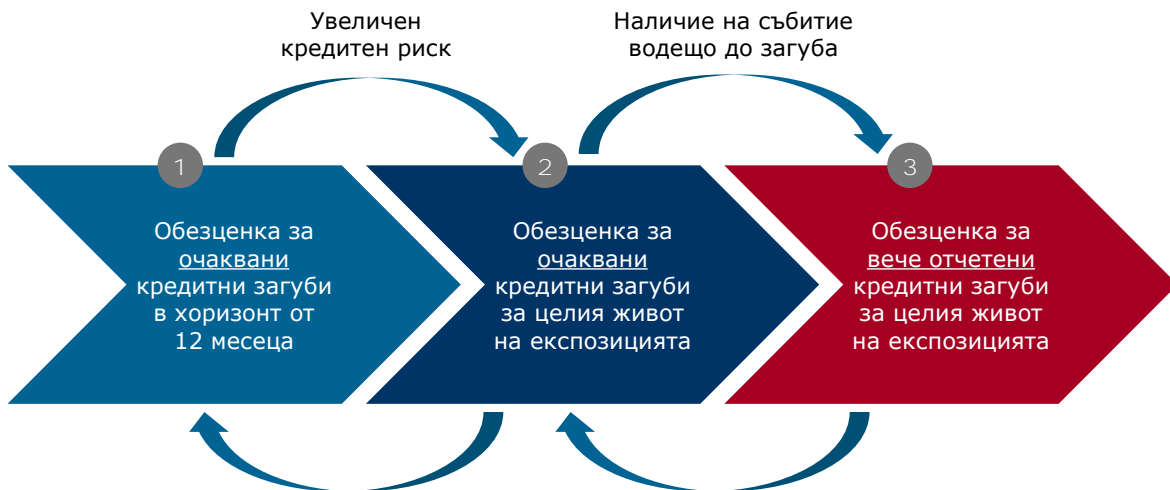 Увеличен
кредитен риск
Наличие на събитие
водещо до загуба
1
Обезценка за
очаквани
кредитни загуби
в хоризонт от
12 месеца
2
Обезценка за
очаквани
кредитни загуби
за целия живот
на експозицията
3
Обезценка за
вече отчетени
кредитни загуби
за целия живот
на експозицията